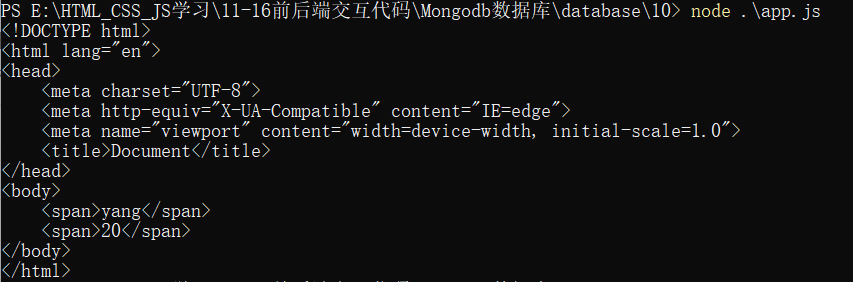 PS E:\HTML_CSS_JS学习\11-16前后端交互代码\Mongodb数据库\database\10> node .\app.js
<!DOCTYPE html>
<html lang="en">
<head>
    <meta charset="UTF-8">
    <meta http-equiv="X-UA-Compatible" content="IE=edge">
    <meta name="viewport" content="width=device-width, initial-scale=1.0">
    <title>Document</title>
</head>
<body>
    <span>yang</span>
    <span>20</span>
</body>
</html>